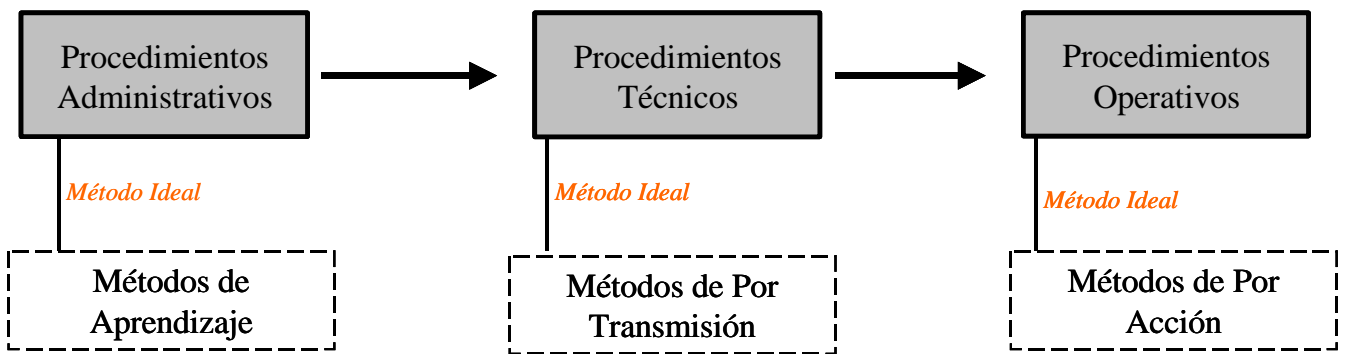 Procedimientos
Administrativos
Procedimientos
Técnicos
Procedimientos
Operativos
Método Ideal
Método Ideal
Método Ideal
Métodos de
Aprendizaje
Métodos de Por
Transmisión
Métodos de Por
Acción